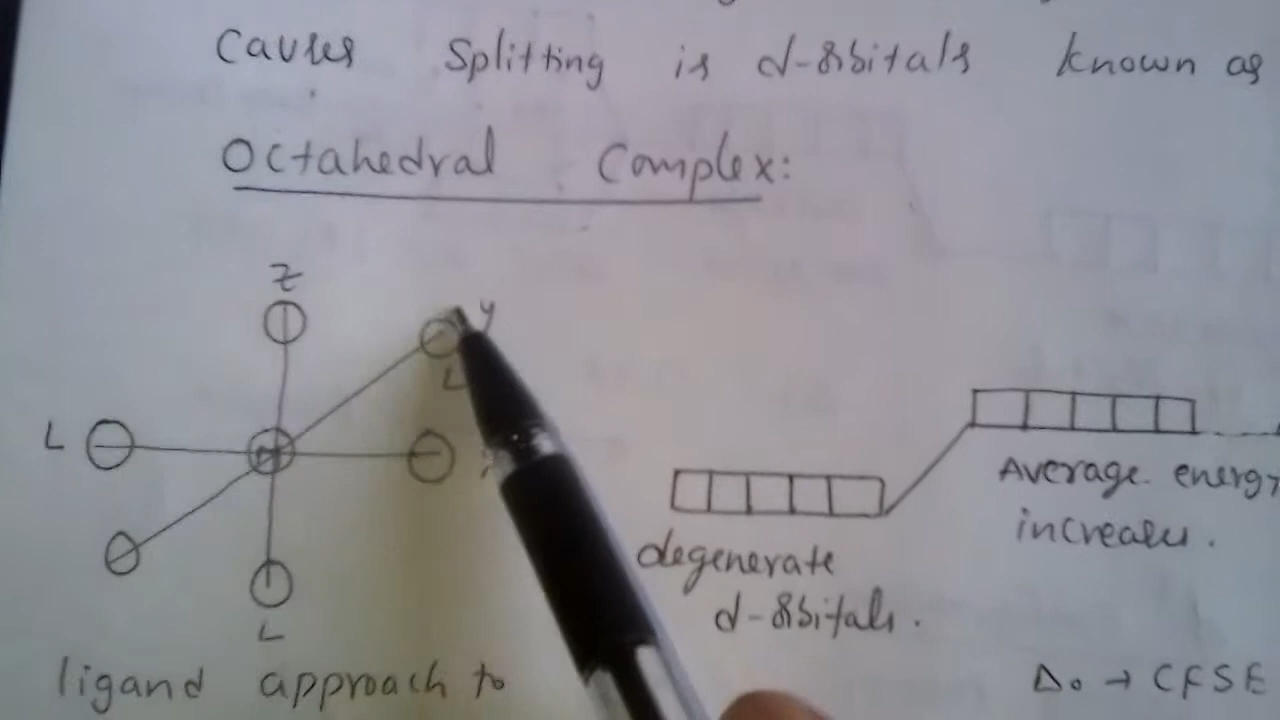 Causes Splitting is d-orbitals known as
Octahedral Complex:
Z
y
L
L
M
L
degenerate
d-orbitals.
Average energy
increases.
ligand approach to
Δo → CFSE